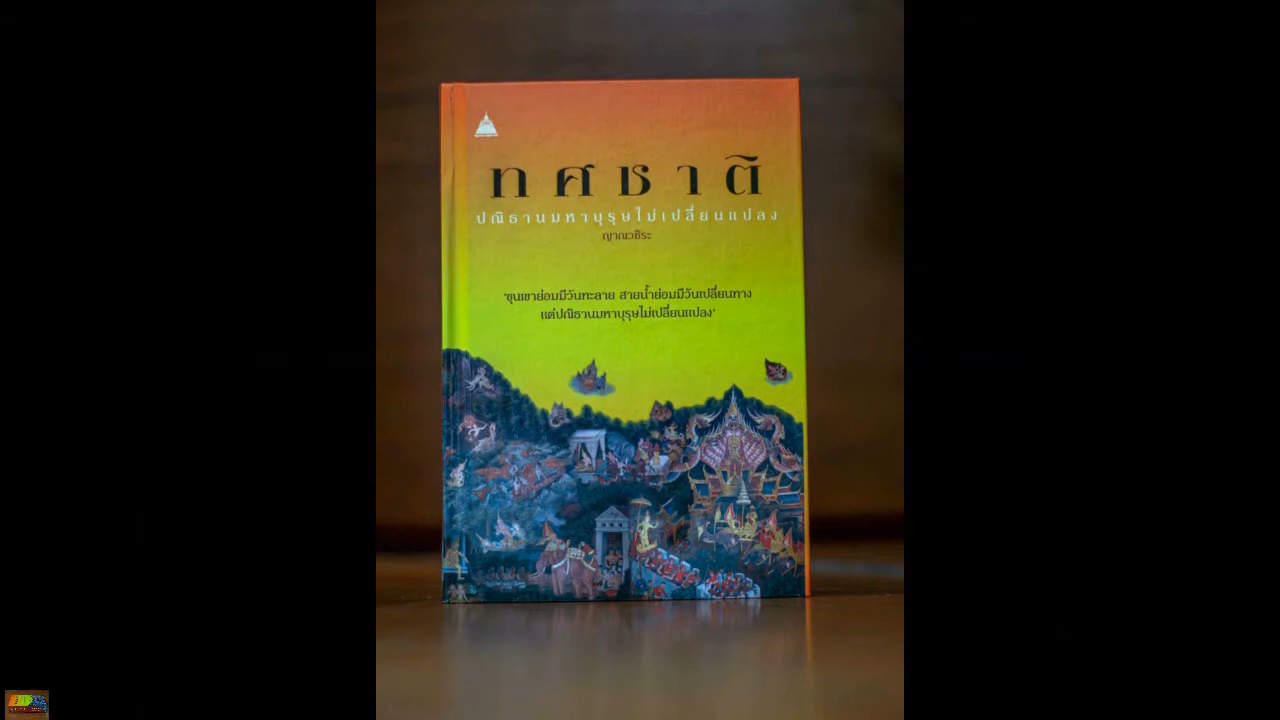 ทศชาติ
ปณิธานมหาบุรุษไม่เปลี่ยนแปลง
ญาณวชิระ
'ขุนเขาย่อมมีวันทะลาย สายน้ำย่อมมีวันเปลี่ยนทาง
แต่ปณิธานมหาบุรุษไม่เปลี่ยนแปลง'